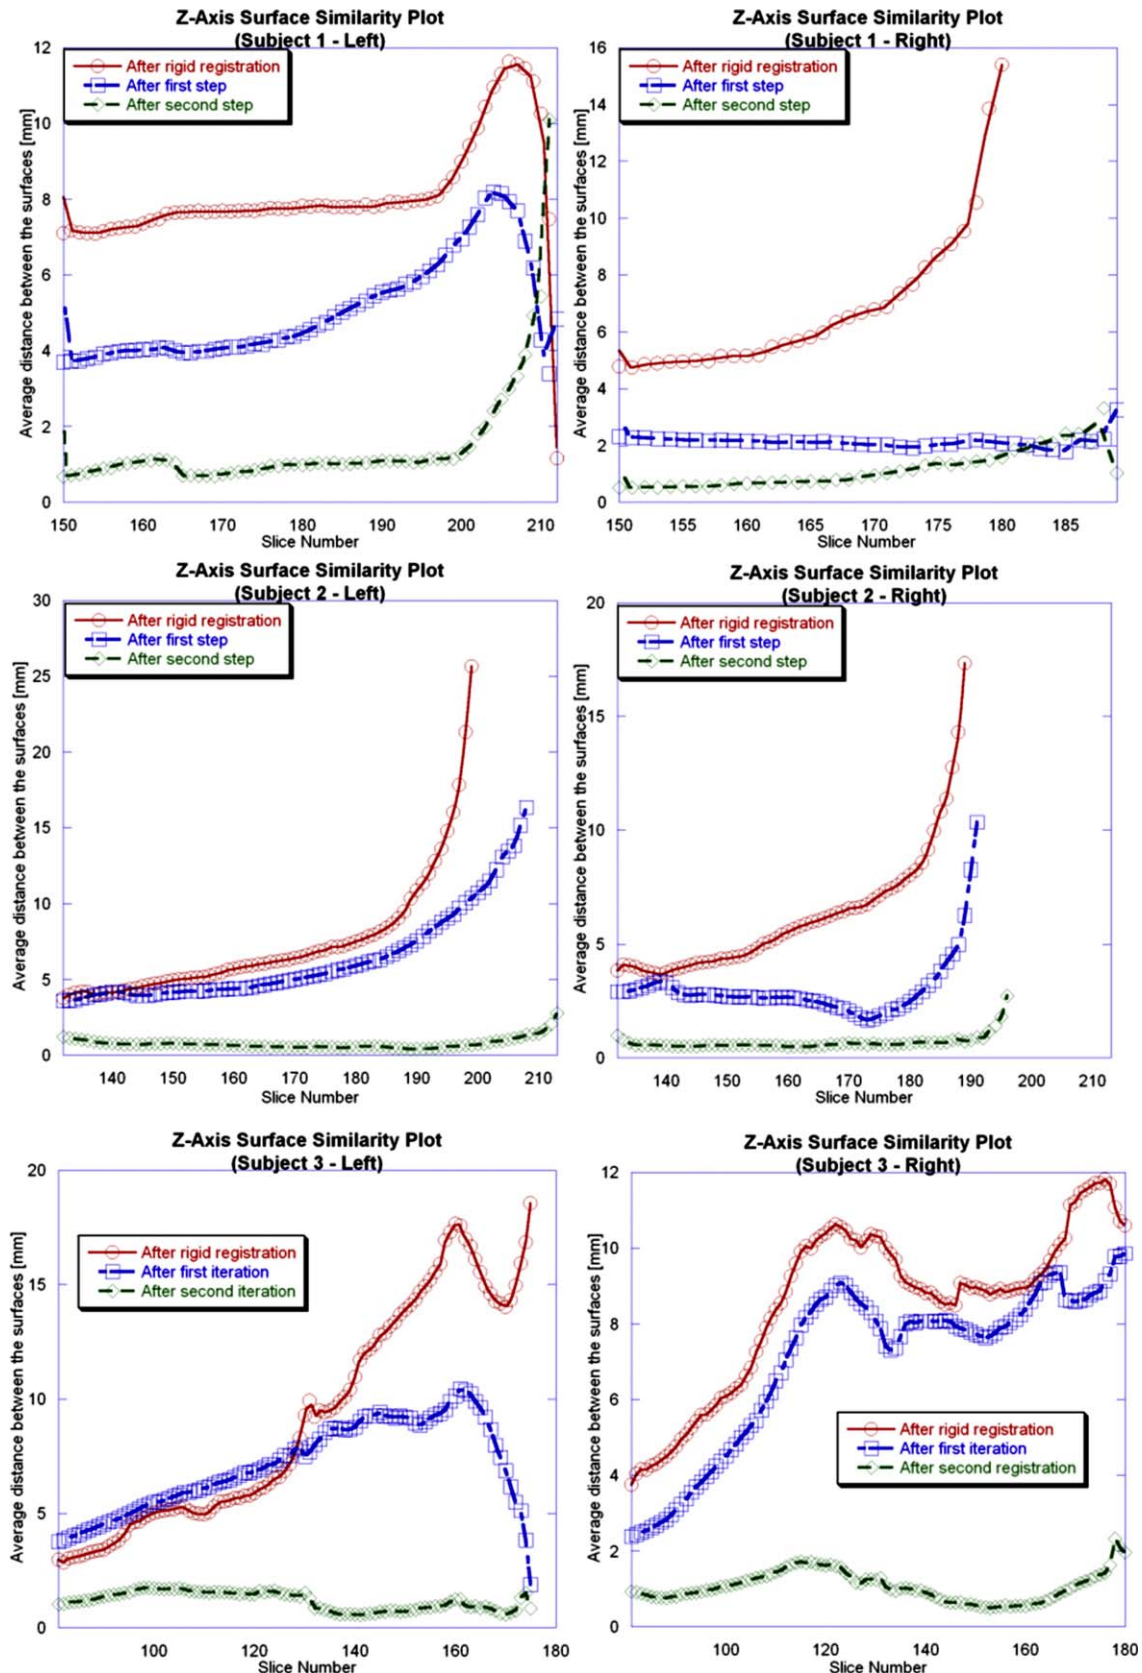 Z-Axis Surface Similarity Plot
(Subject 1 - Left)
After rigid registration
After first step
After second step
Average distance between the surfaces [mm]
12
10
8
6
4
2
0
150 160 170 180 190 200 210
Slice Number
Z-Axis Surface Similarity Plot
(Subject 1 - Right)
After rigid registration
After first step
After second step
Average distance between the surfaces [mm]
16
14
12
10
8
6
4
2
0
150 155 160 165 170 175 180 185
Slice Number
Z-Axis Surface Similarity Plot
(Subject 2 - Left)
After rigid registration
After first step
After second step
Average distance between the surfaces [mm]
30
25
20
15
10
5
0
140 150 160 170 180 190 200 210
Slice Number
Z-Axis Surface Similarity Plot
(Subject 2 - Right)
After rigid registration
After first step
After second step
Average distance between the surfaces [mm]
20
15
10
5
0
140 150 160 170 180 190 200 210
Slice Number
Z-Axis Surface Similarity Plot
(Subject 3 - Left)
After rigid registration
After first iteration
After second iteration
Average distance between the surfaces [mm]
20
15
10
5
0
100 120 140 160 180
Slice Number
Z-Axis Surface Similarity Plot
(Subject 3 - Right)
After rigid registration
After first iteration
After second registration
Average distance between the surfaces [mm]
12
10
8
6
4
2
0
100 120 140 160 180
Slice Number